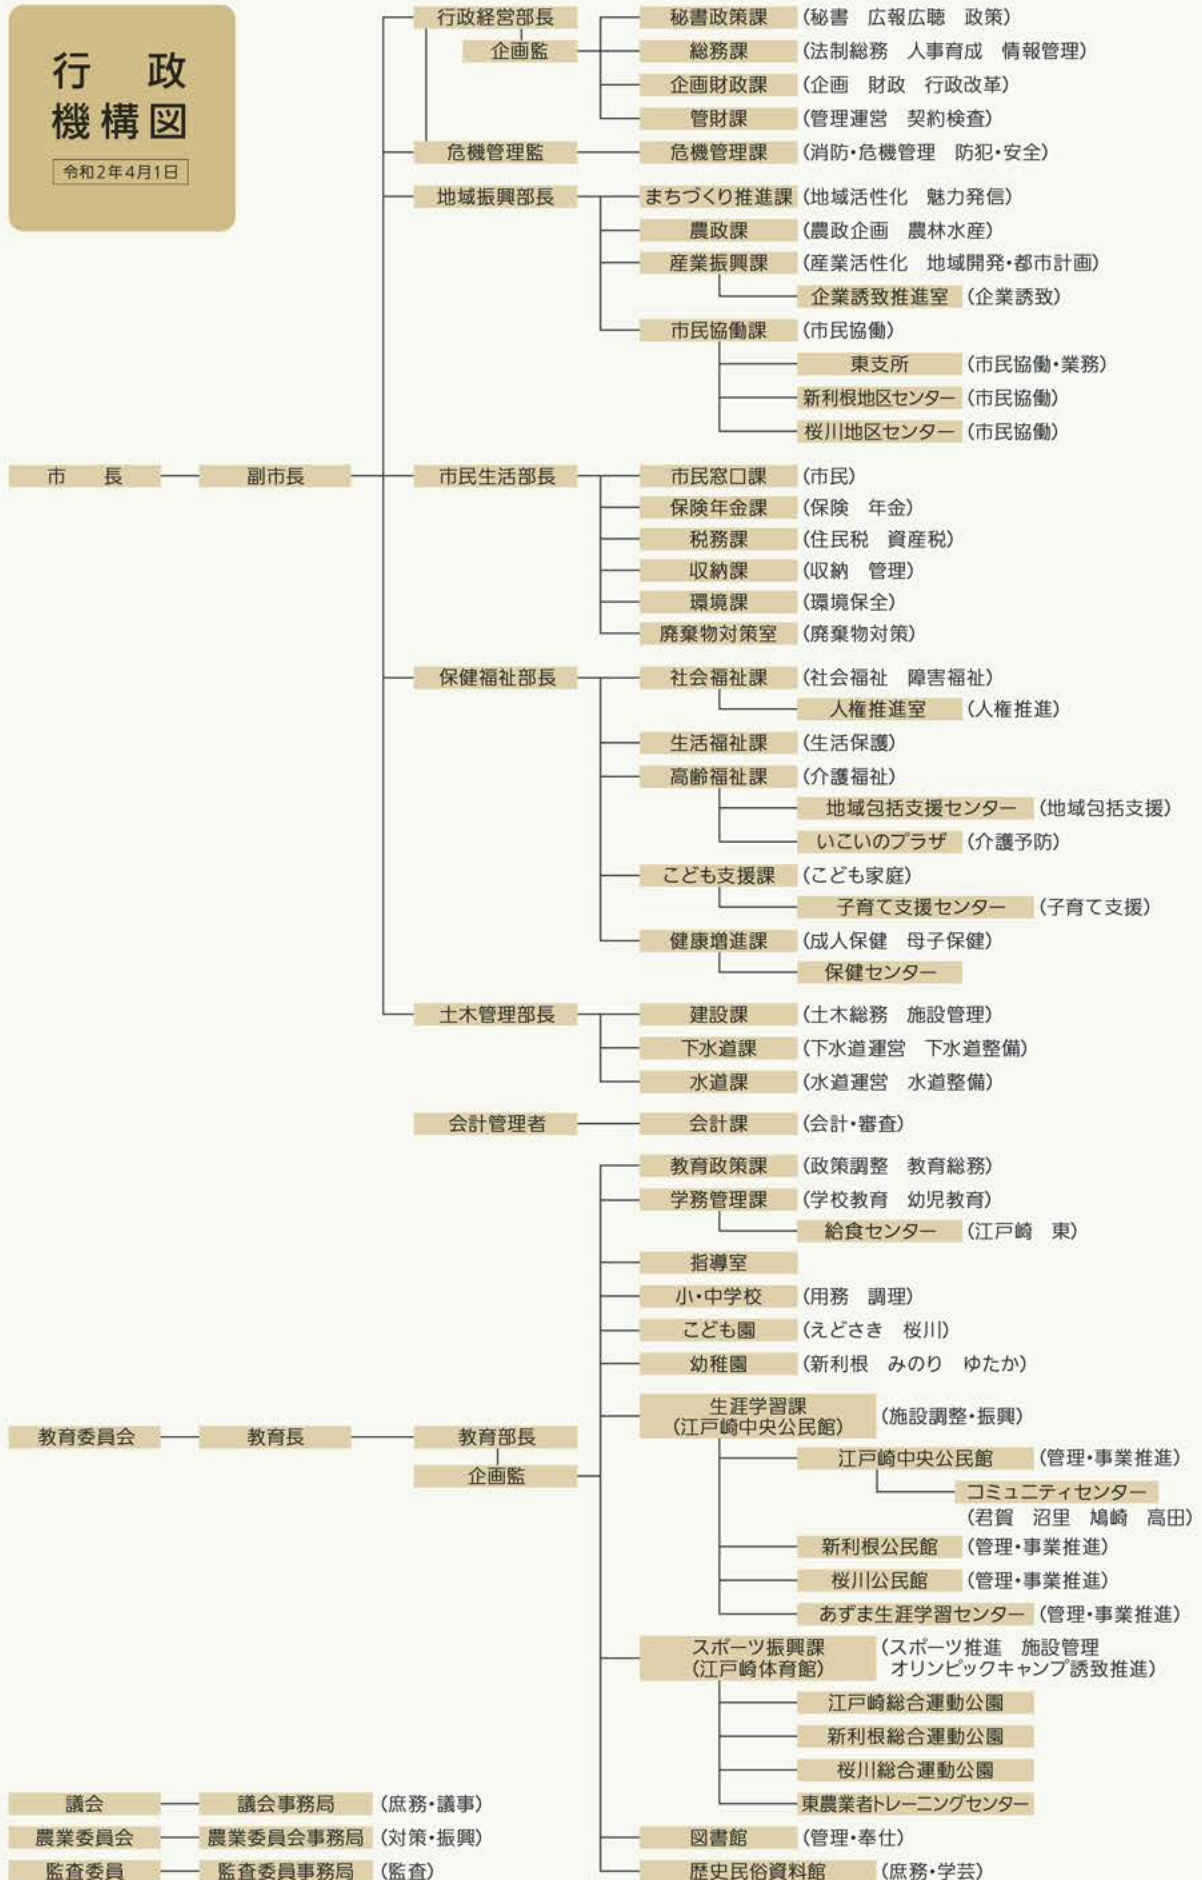 行　政
機構図
令和2年4月1日
行政経営部長
企画監
秘書政策課 (秘書　広報広聴　政策)
総務課 (法制総務　人事育成　情報管理)
企画財政課 (企画　財政　行政改革)
管財課 (管理運営　契約検査)
危機管理監
危機管理課 (消防・危機管理　防犯・安全)
地域振興部長
まちづくり推進課 (地域活性化　魅力発信)
農政課 (農政企画　農林水産)
産業振興課 (産業活性化　地域開発・都市計画)
企業誘致推進室 (企業誘致)
市民協働課 (市民協働)
東支所 (市民協働・業務)
新利根地区センター (市民協働)
桜川地区センター (市民協働)
市　長
副市長
市民生活部長
市民窓口課 (市民)
保険年金課 (保険　年金)
税務課 (住民税　資産税)
収納課 (収納　管理)
環境課 (環境保全)
廃棄物対策室 (廃棄物対策)
保健福祉部長
社会福祉課 (社会福祉　障害福祉)
人権推進室 (人権推進)
生活福祉課 (生活保護)
高齢福祉課 (介護福祉)
地域包括支援センター (地域包括支援)
いこいのプラザ (介護予防)
こども支援課 (こども家庭)
子育て支援センター (子育て支援)
健康増進課 (成人保健　母子保健)
保健センター
土木管理部長
建設課 (土木総務　施設管理)
下水道課 (下水道運営　下水道整備)
水道課 (水道運営　水道整備)
会計管理者
会計課 (会計・審査)
教育委員会
教育長
教育部長
企画監
教育政策課 (政策調整　教育総務)
学務管理課 (学校教育　幼児教育)
給食センター (江戸崎　東)
指導室
小・中学校 (用務　調理)
こども園 (えどさき　桜川)
幼稚園 (新利根　みのり　ゆたか)
生涯学習課
(江戸崎中央公民館) (施設調整・振興)
江戸崎中央公民館 (管理・事業推進)
コミュニティセンター
(君賀　沼里　鳩崎　高田)
新利根公民館 (管理・事業推進)
桜川公民館 (管理・事業推進)
あずま生涯学習センター (管理・事業推進)
スポーツ振興課 (スポーツ推進　施設管理
(江戸崎体育館) オリンピックキャンプ誘致推進)
江戸崎総合運動公園
新利根総合運動公園
桜川総合運動公園
東農業者トレーニングセンター
図書館 (管理・奉仕)
歴史民俗資料館 (庶務・学芸)
議会 議会事務局 (庶務・議事)
農業委員会 農業委員会事務局 (対策・振興)
監査委員 監査委員事務局 (監査)